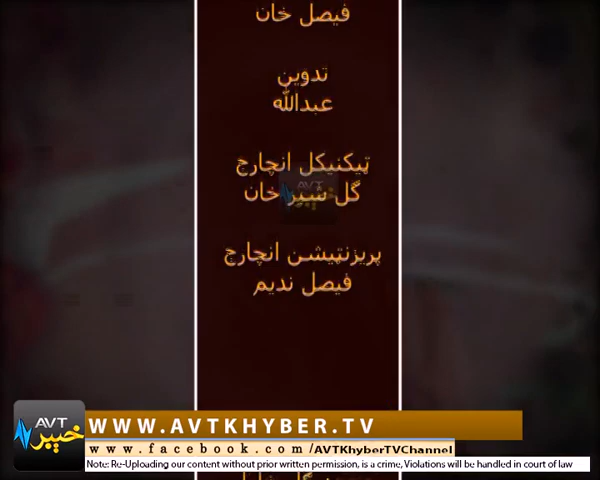 فیصل خان
تدوین
عبداللہ
ٹیکنیکل انچارج
گل شیر خان
پریزنٹیشن انچارج
فیصل ندیم
AVT
خیبر
AVT
خیبر
WWW.AVTKHYBER.TV
www.facebook.com/AVTKhyberTVChannel
Note: Re-Uploading our content without prior written permission, is a crime, Violations will be handled in court of law